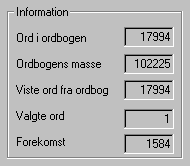 Information
Ord i ordbogen 17994
Ordbogens masse 102225
Viste ord fra ordbog 17994
Valgte ord 1
Forekomst 1584